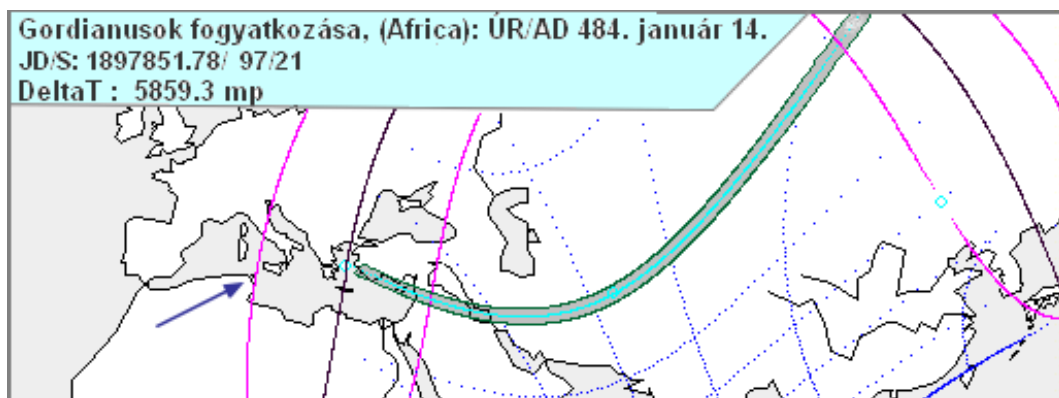 Gordianusok fogyatkozása, (Africa): ÚR/AD 484. január 14.
JD/S: 1897851.78/ 97/21
DeltaT : 5859.3 mp